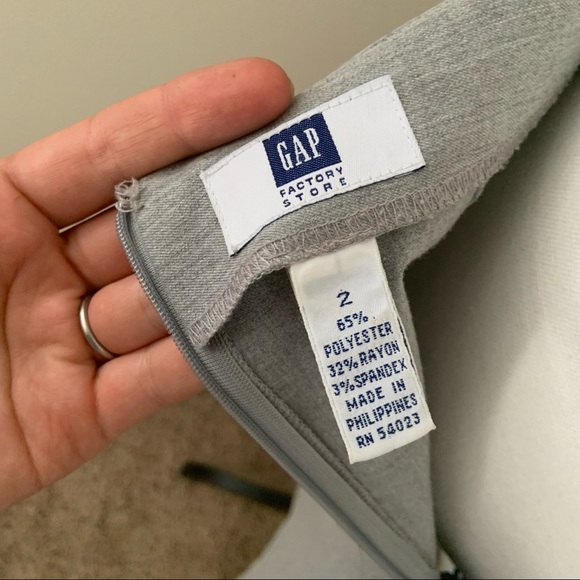 GAP
FACTORY
STORE
2
65%
POLYESTER
32% RAYON
3% SPANDEX
MADE IN
PHILIPPINES
RN 54023